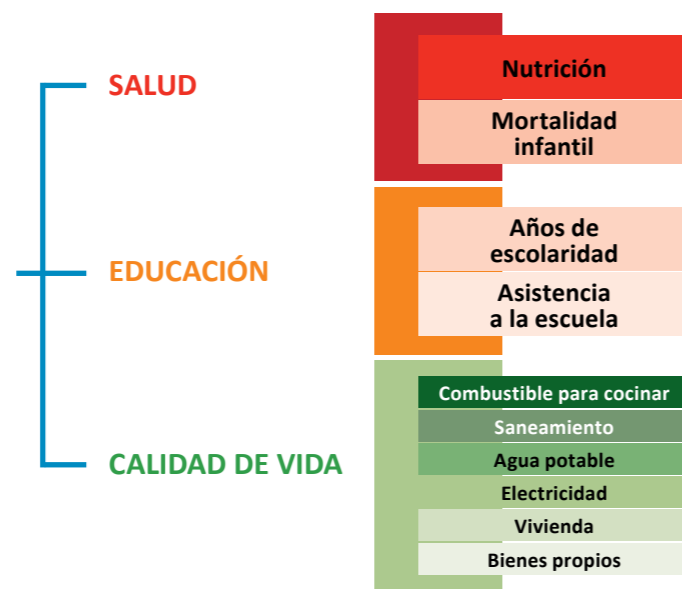 SALUD
Nutrición
Mortalidad
infantil
EDUCACIÓN
Años de
escolaridad
Asistencia
a la escuela
CALIDAD DE VIDA
Combustible para cocinar
Saneamiento
Agua potable
Electricidad
Vivienda
Bienes propios